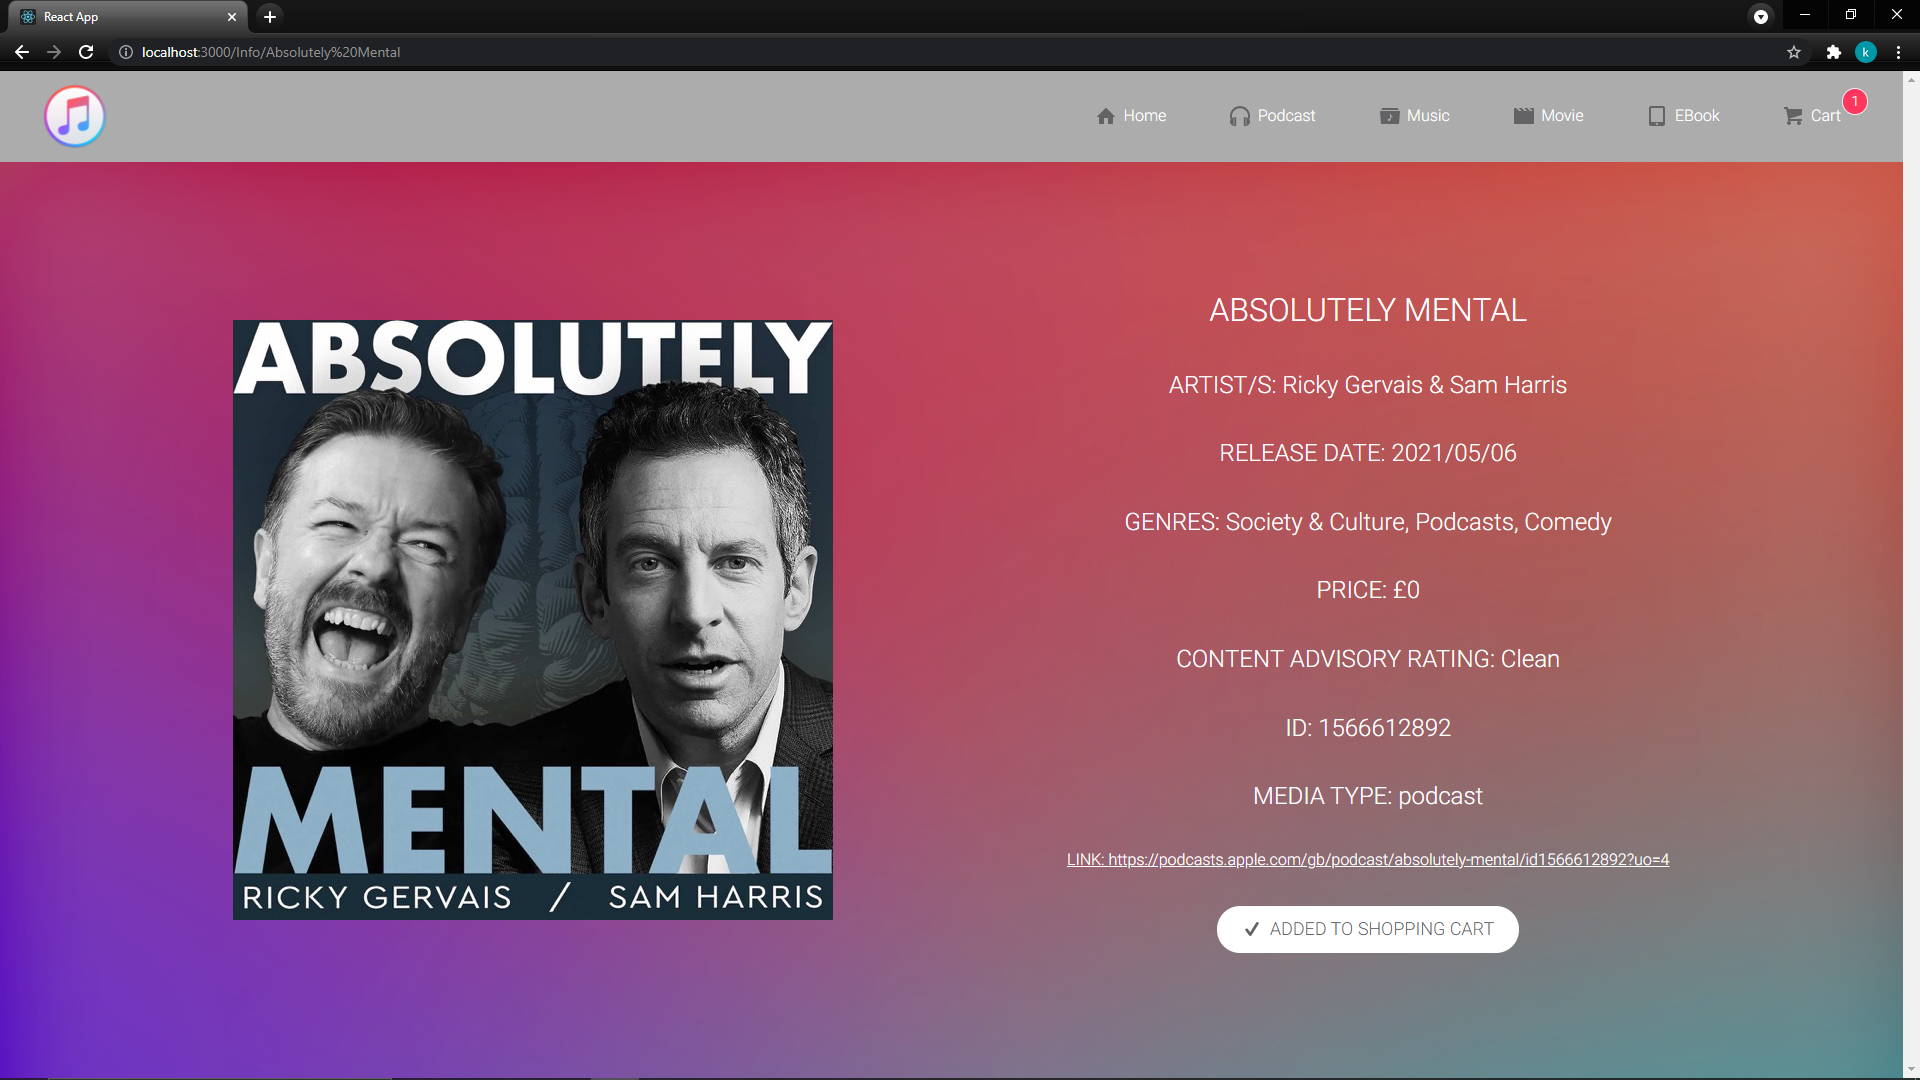 React App
localhost:3000/Info/Absolutely%20Mental
k
Home
Podcast
Music
Movie
EBook
Cart
1
ABSOLUTELY
MENTAL
RICKY GERVAIS / SAM HARRIS
ABSOLUTELY MENTAL
ARTIST/S: Ricky Gervais & Sam Harris
RELEASE DATE: 2021/05/06
GENRES: Society & Culture, Podcasts, Comedy
PRICE: £0
CONTENT ADVISORY RATING: Clean
ID: 1566612892
MEDIA TYPE: podcast
LINK: https://podcasts.apple.com/gb/podcast/absolutely-mental/id1566612892?uo=4
ADDED TO SHOPPING CART